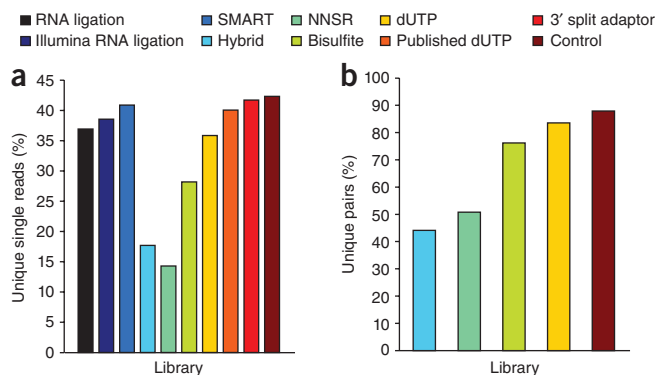 RNA ligation SMART NNSR dUTP 3′ split adaptor
Illumina RNA ligation Hybrid Bisulfite Published dUTP Control
a
45
40
35
30
25
20
15
10
5
0
Unique single reads (%)
Library
b
100
90
80
70
60
50
40
30
20
10
0
Unique pairs (%)
Library